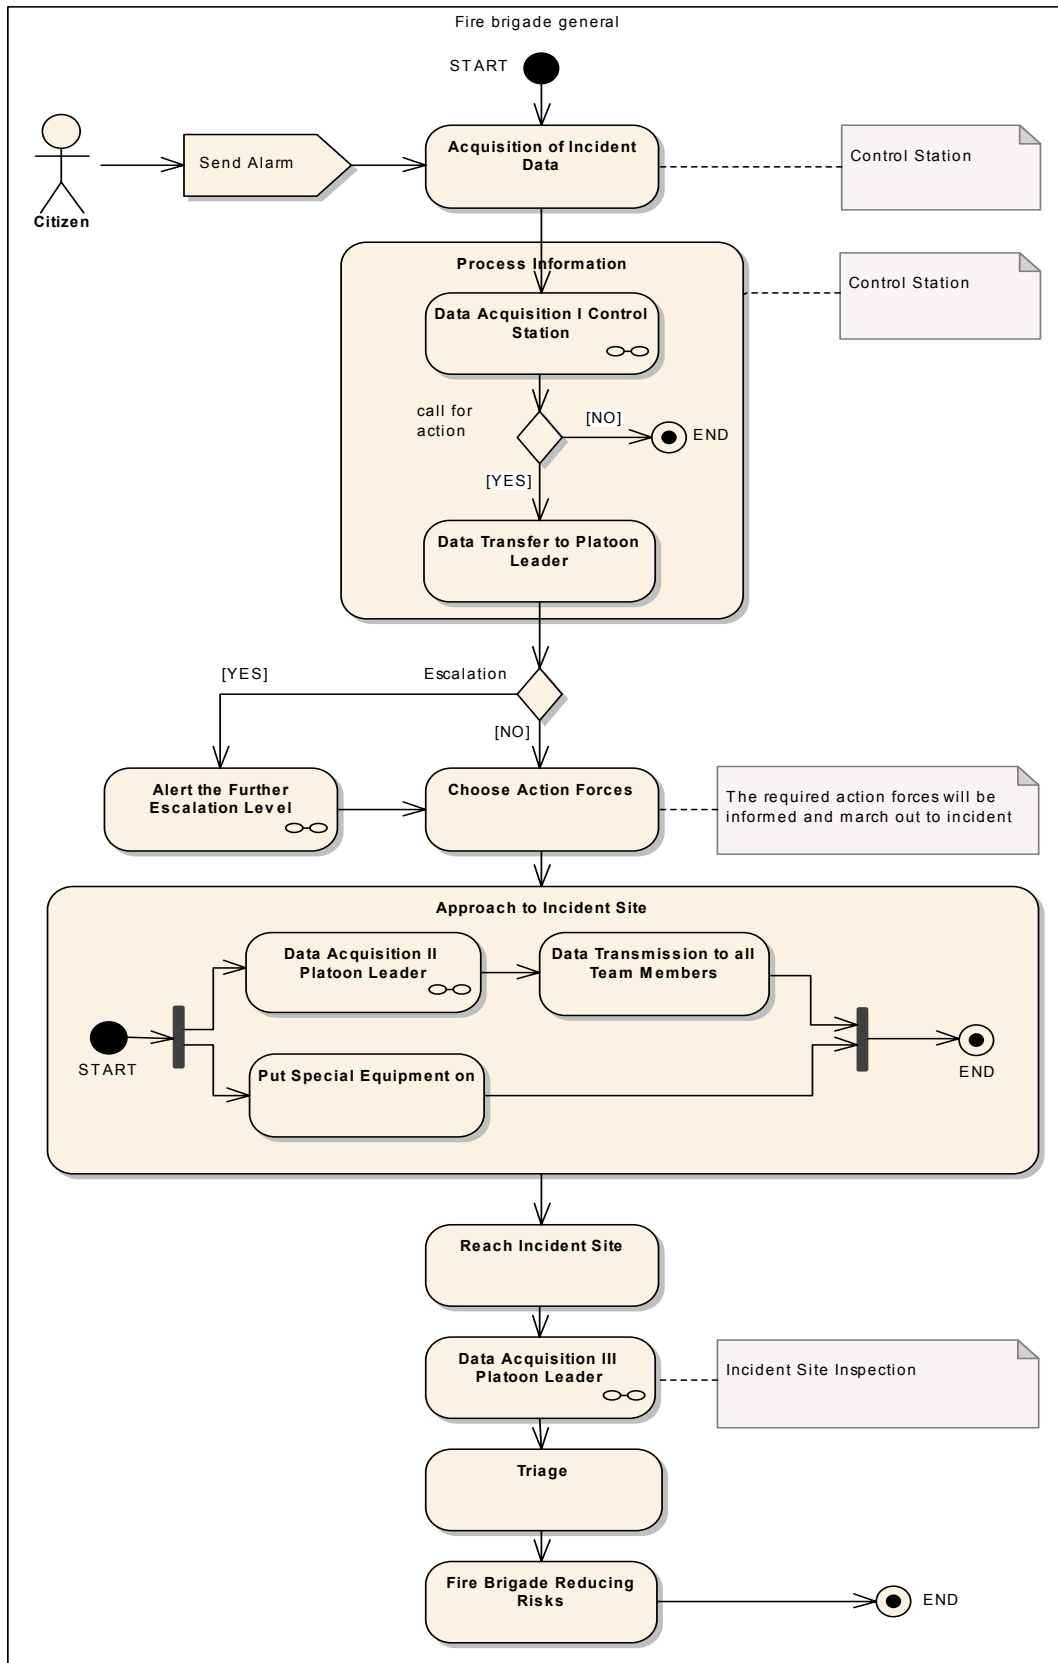 Fire brigade general
START
Acquisition of Incident
Data
Control Station
Send Alarm
Citizen
Process Information
Control Station
Data Acquisition I Control
Station
call for
action
[NO]
END
[YES]
Data Transfer to Platoon
Leader
[YES]
Escalation
[NO]
Alert the Further
Escalation Level
Choose Action Forces
The required action forces will be
informed and march out to incident
Approach to Incident Site
Data Acquisition II
Platoon Leader
Data Transmission to all
Team Members
START
END
Put Special Equipment on
Reach Incident Site
Data Acquisition III
Platoon Leader
Incident Site Inspection
Triage
Fire Brigade Reducing
Risks
END